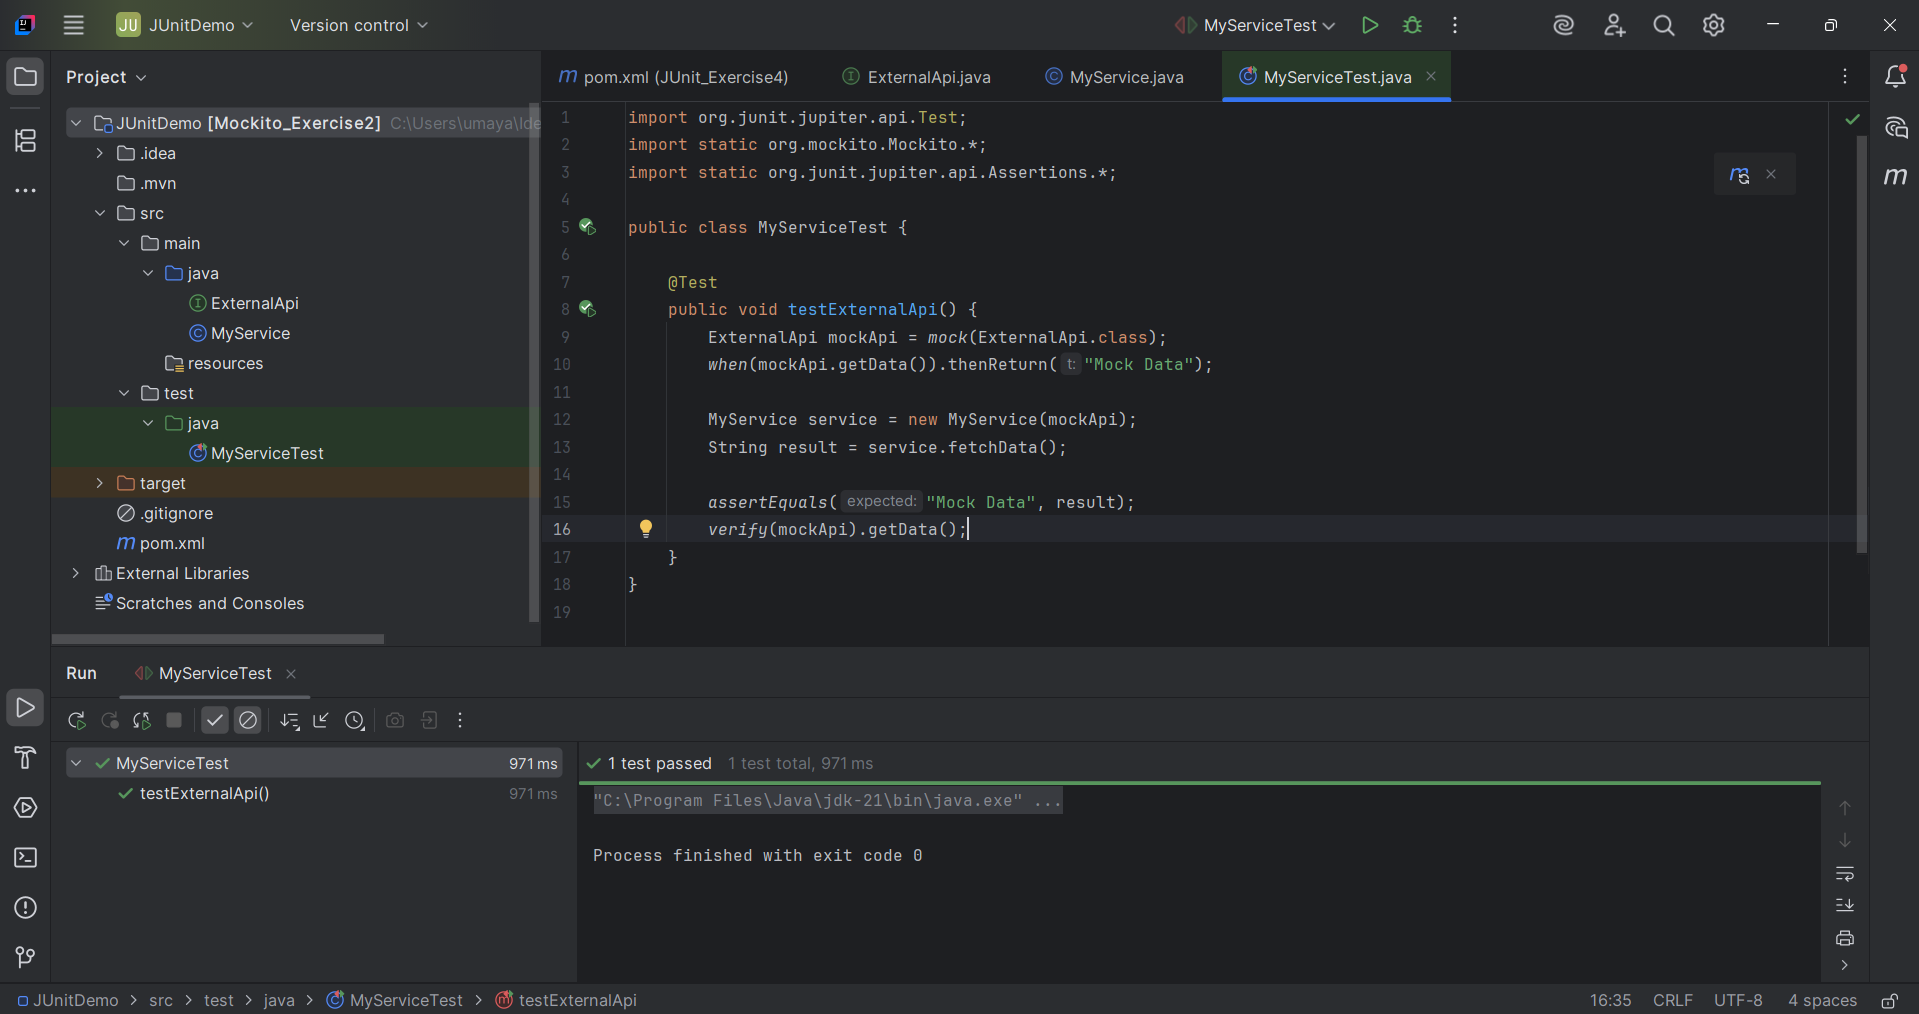 JU JUnitDemo Version control MyServiceTest
Project
pom.xml (JUnit_Exercise4) ExternalApi.java MyService.java MyServiceTest.java
JUnitDemo [Mockito_Exercise2] C:\Users\umaya\Ide
.idea
.mvn
src
main
java
ExternalApi
MyService
resources
test
java
MyServiceTest
target
.gitignore
pom.xml
External Libraries
Scratches and Consoles
1 import org.junit.jupiter.api.Test;
2 import static org.mockito.Mockito.*;
3 import static org.junit.jupiter.api.Assertions.*;
4
5 public class MyServiceTest {
6
7 @Test
8 public void testExternalApi() {
9 ExternalApi mockApi = mock(ExternalApi.class);
10 when(mockApi.getData()).thenReturn( t: "Mock Data");
11
12 MyService service = new MyService(mockApi);
13 String result = service.fetchData();
14
15 assertEquals( expected: "Mock Data", result);
16 verify(mockApi).getData();
17 }
18 }
19
Run MyServiceTest
MyServiceTest 971 ms
testExternalApi() 971 ms
1 test passed 1 test total, 971 ms
"C:\Program Files\Java\jdk-21\bin\java.exe" ...
Process finished with exit code 0
JUnitDemo > src > test > java > MyServiceTest > testExternalApi
16:35 CRLF UTF-8 4 spaces